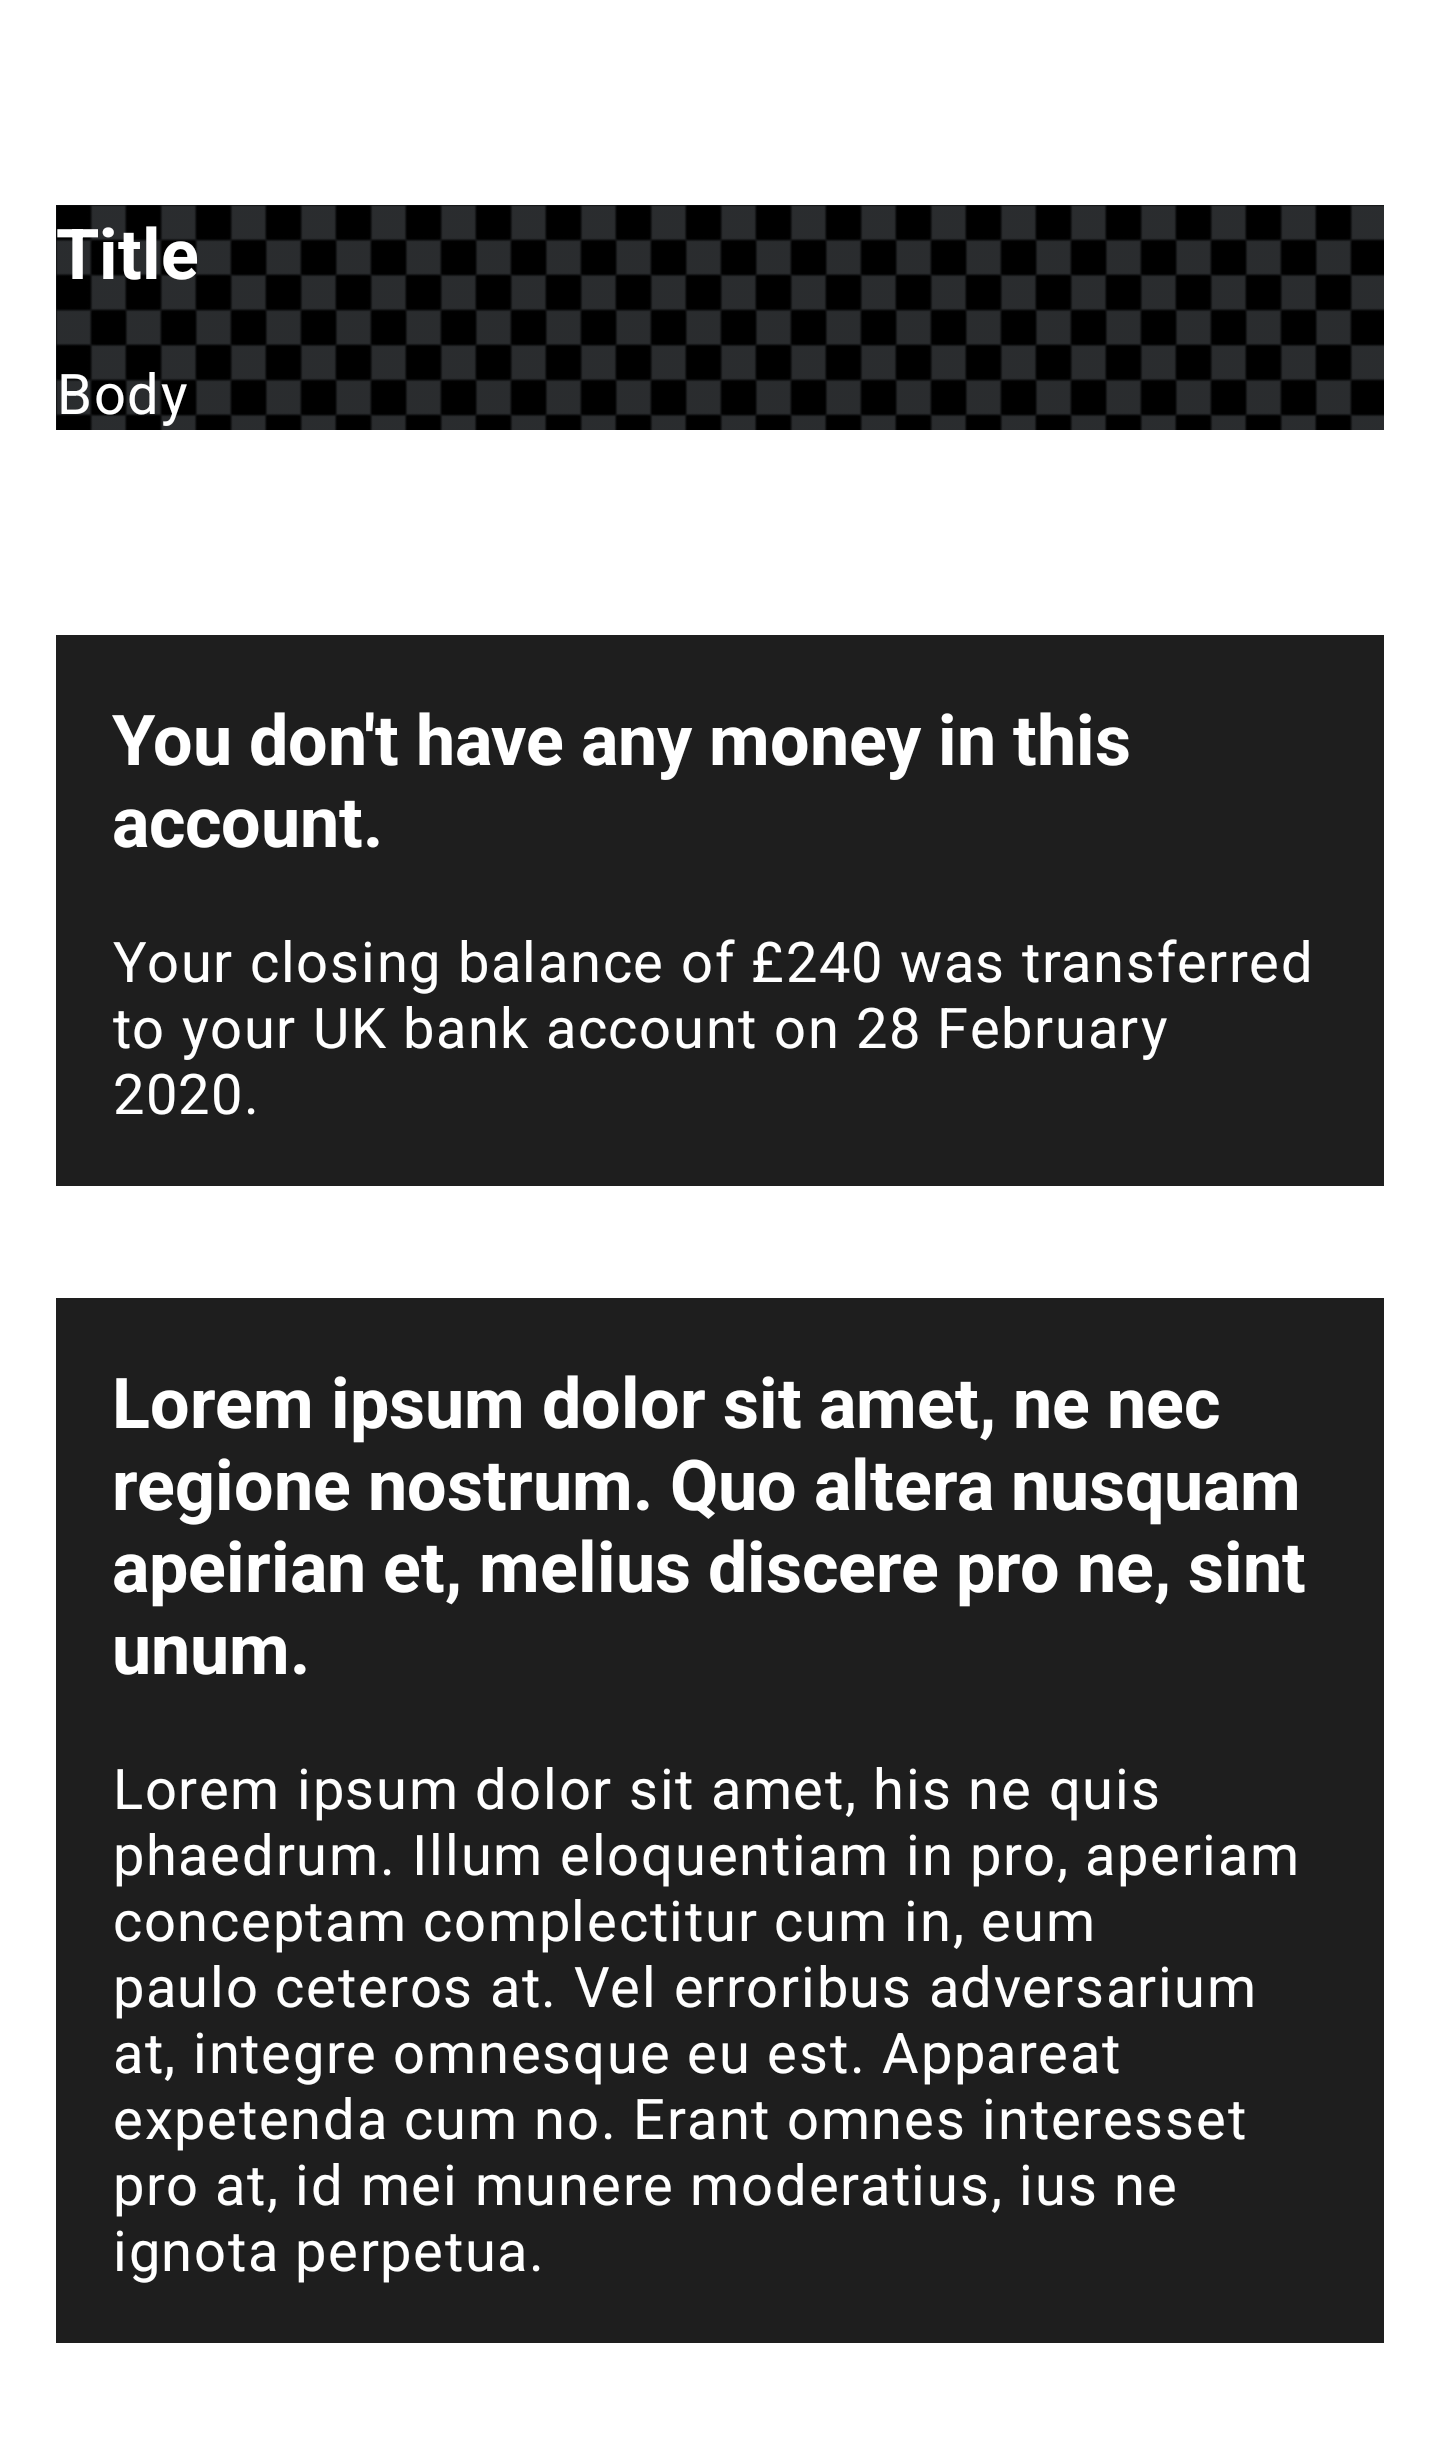 Title
Body
You don't have any money in this
account.
Your closing balance of £240 was transferred
to your UK bank account on 28 February
2020.
Lorem ipsum dolor sit amet, ne nec
regione nostrum. Quo altera nusquam
apeirian et, melius discere pro ne, sint
unum.
Lorem ipsum dolor sit amet, his ne quis
phaedrum. Illum eloquentiam in pro, aperiam
conceptam complectitur cum in, eum
paulo ceteros at. Vel erroribus adversarium
at, integre omnesque eu est. Appareat
expetenda cum no. Erant omnes interesset
pro at, id mei munere moderatius, ius ne
ignota perpetua.